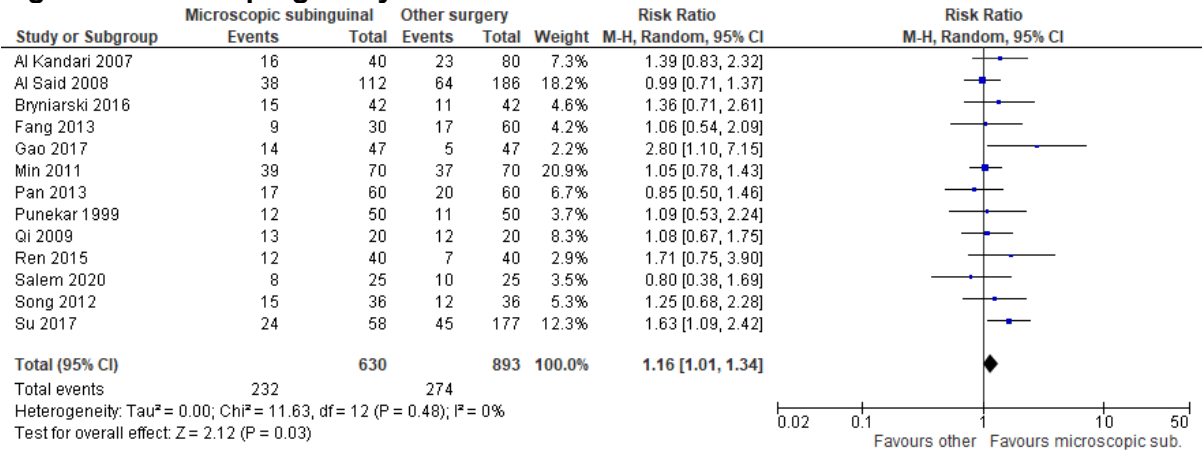 Microscopic subinguinal Other surgery Risk Ratio Risk Ratio
Study or Subgroup Events Total Events Total Weight M-H, Random, 95% CI M-H, Random, 95% CI
Al Kandari 2007 16 40 23 80 7.3% 1.39 [0.83, 2.32]
Al Said 2008 38 112 64 186 18.2% 0.99 [0.71, 1.37]
Bryniarski 2016 15 42 11 42 4.6% 1.36 [0.71, 2.61]
Fang 2013 9 30 17 60 4.2% 1.06 [0.54, 2.09]
Gao 2017 14 47 5 47 2.2% 2.80 [1.10, 7.15]
Min 2011 39 70 37 70 20.9% 1.05 [0.78, 1.43]
Pan 2013 17 60 20 60 6.7% 0.85 [0.50, 1.46]
Punekar 1999 12 50 11 50 3.7% 1.09 [0.53, 2.24]
Qi 2009 13 20 12 20 8.3% 1.08 [0.67, 1.75]
Ren 2015 12 40 7 40 2.9% 1.71 [0.75, 3.90]
Salem 2020 8 25 10 25 3.5% 0.80 [0.38, 1.69]
Song 2012 15 36 12 36 5.3% 1.25 [0.68, 2.28]
Su 2017 24 58 45 177 12.3% 1.63 [1.09, 2.42]
Total (95% CI) 630 893 100.0% 1.16 [1.01, 1.34]
Total events 232 274
Heterogeneity: Tau² = 0.00; Chi² = 11.63, df = 12 (P = 0.48); I² = 0%
Test for overall effect: Z = 2.12 (P = 0.03)
0.02 0.1 1 10 50
Favours other Favours microscopic sub.